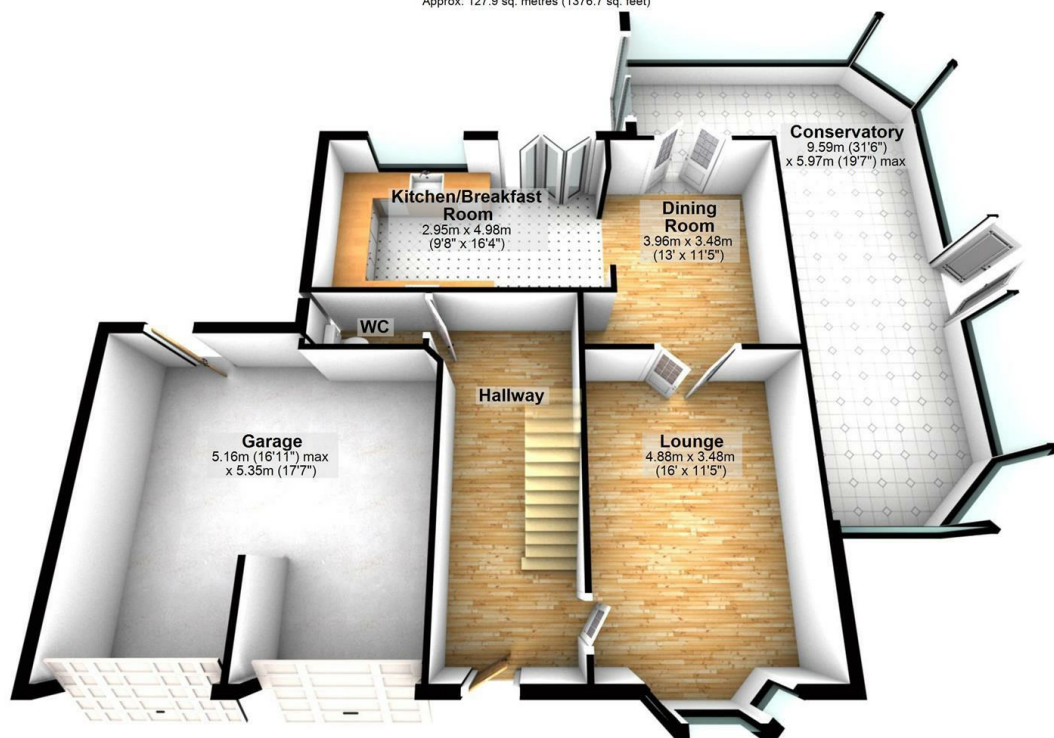 Approx. 127.9 sq. metres (1376.7 sq. feet)
Conservatory
9.59m (31'6")
x 5.97m (19'7") max
Kitchen/Breakfast
Room
2.95m x 4.98m
(9'8" x 16'4")
Dining
Room
3.96m x 3.48m
(13' x 11'5")
WC
Hallway
Garage
5.16m (16'11") max
x 5.35m (17'7")
Lounge
4.88m x 3.48m
(16' x 11'5")